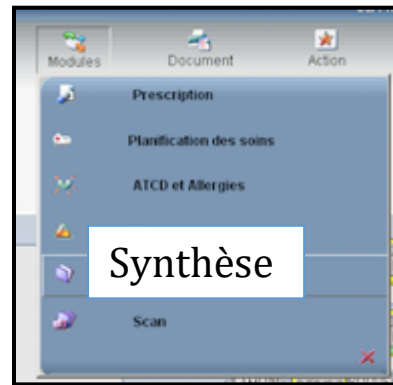 Modules Document Action
Prescription
Planification des soins
ATCD et Allergies
Synthèse
Scan